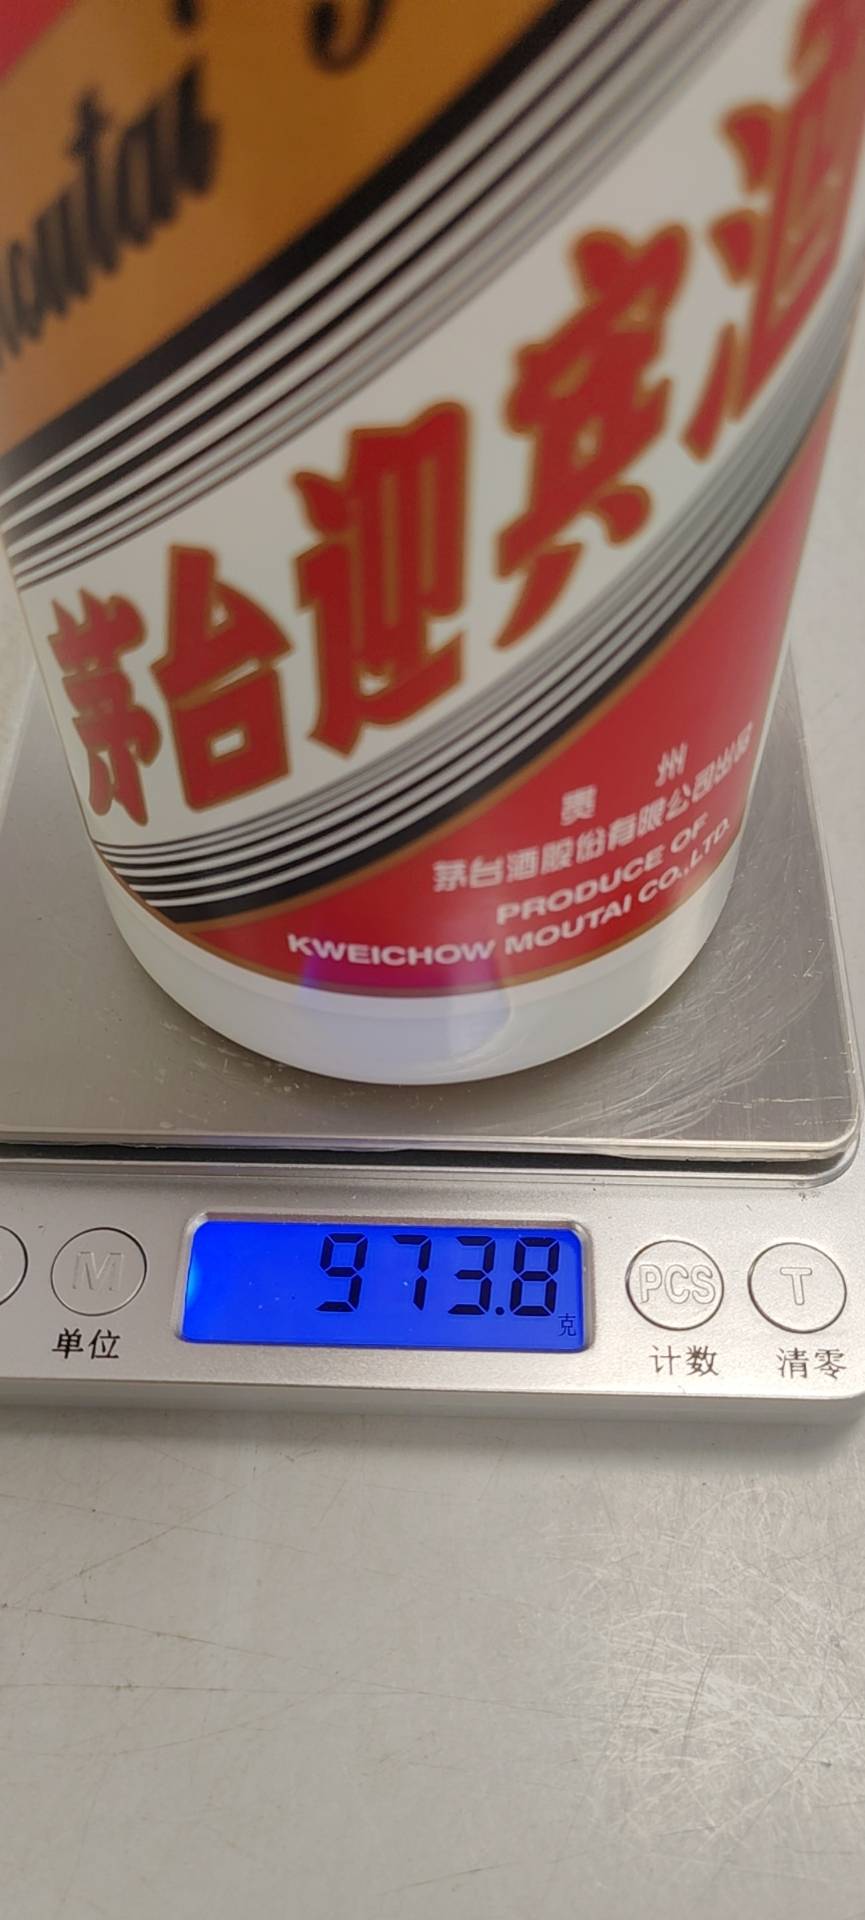 茅台迎宾酒
贵州
茅台酒股份有限公司出品
PRODUCE OF
KWEICHOW MOUTAI CO.,LTD.
973.8
克
M
PCS
T
单位
计数
清零